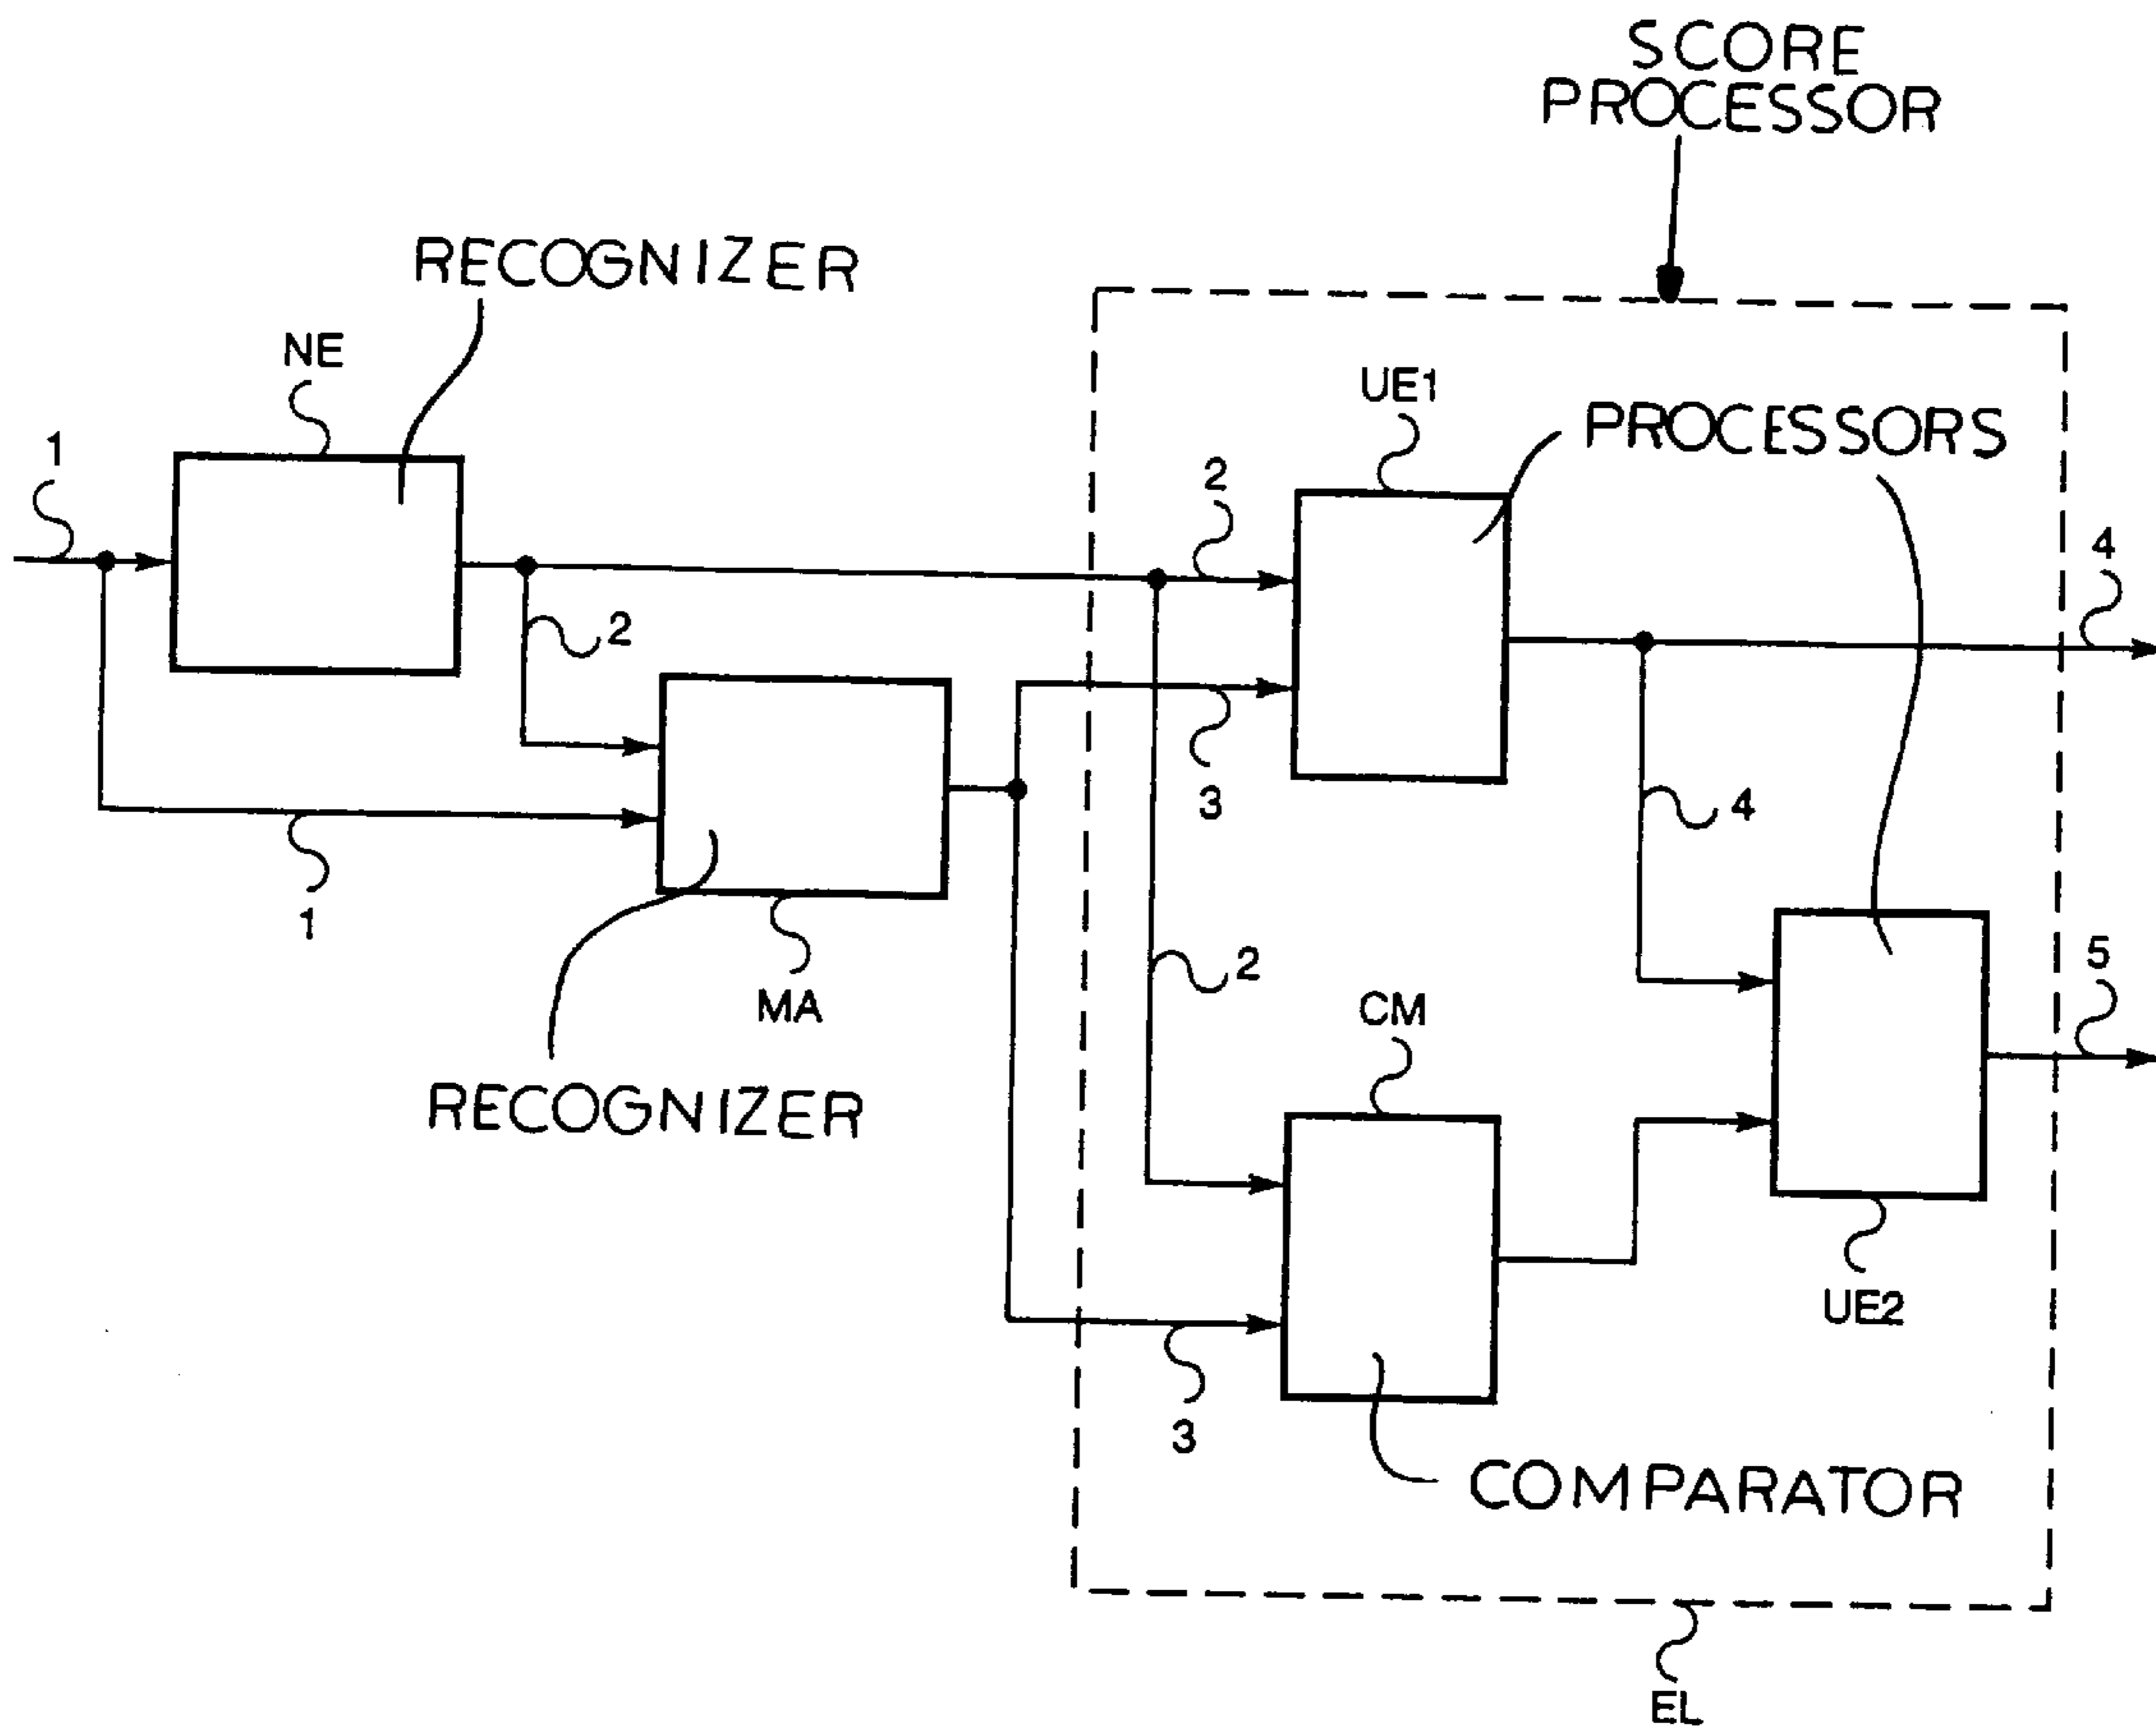 SCORE
PROCESSOR
RECOGNIZER
NE
UE1
PROCESSORS
1
2
4
2
3
4
1
MA
2
CM
5
RECOGNIZER
UE2
3
COMPARATOR
EL